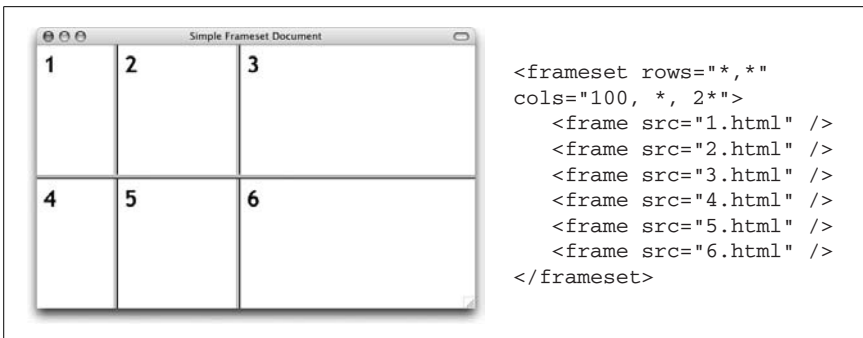 Simple Frameset Document
1 2 3
4 5 6
<frameset rows="*,*"
cols="100, *, 2*">
<frame src="1.html" />
<frame src="2.html" />
<frame src="3.html" />
<frame src="4.html" />
<frame src="5.html" />
<frame src="6.html" />
</frameset>